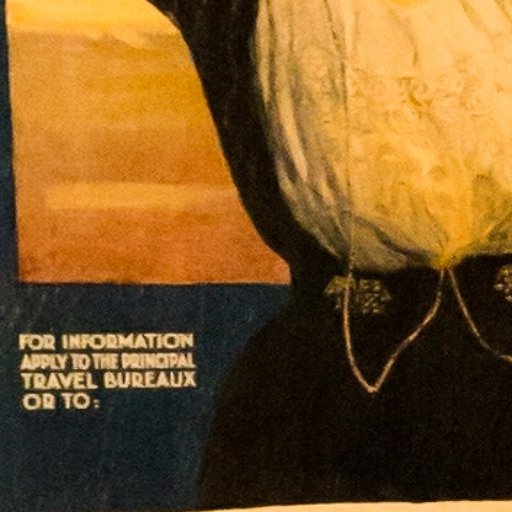 FOR INFORMATION
APPLY TO THE PRINCIPAL
TRAVEL BUREAUX
OR TO: